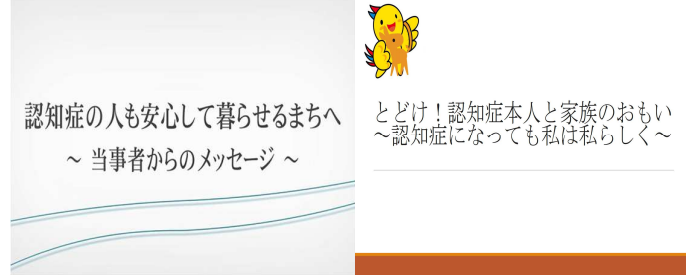 認知症の人も安心して暮らせるまちへ
～ 当事者からのメッセージ ～
とどけ！認知症本人と家族のおもい
～認知症になっても私は私らしく～